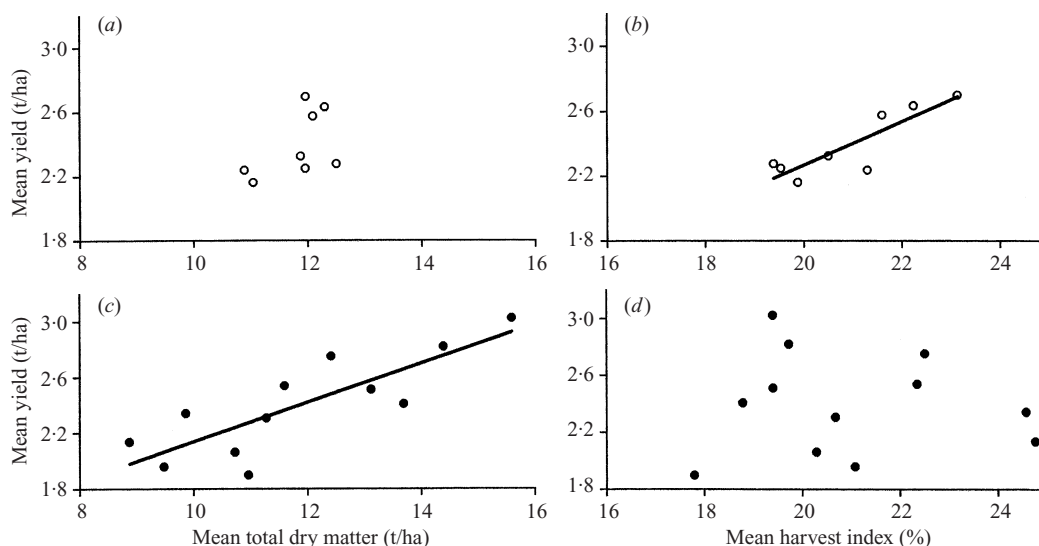 (a)
(b)
Mean yield (t/ha)
3·0
2·6
2·2
1·8
8 10 12 14 16
3·0
2·6
2·2
1·8
16 18 20 22 24
(c)
(d)
Mean yield (t/ha)
3·0
2·6
2·2
1·8
8 10 12 14 16
Mean total dry matter (t/ha)
3·0
2·6
2·2
1·8
16 18 20 22 24
Mean harvest index (%)